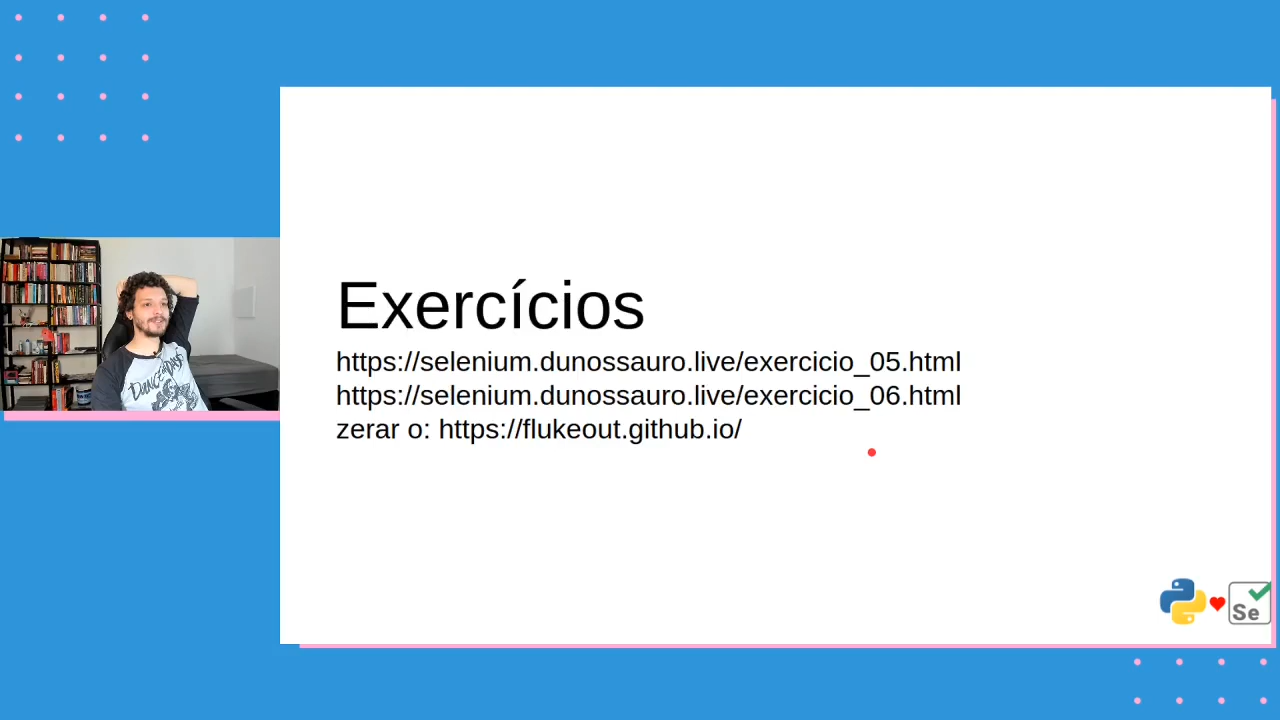 Exercícios
https://selenium.dunossauro.live/exercicio_05.html
https://selenium.dunossauro.live/exercicio_06.html
zerar o: https://flukeout.github.io/
Se